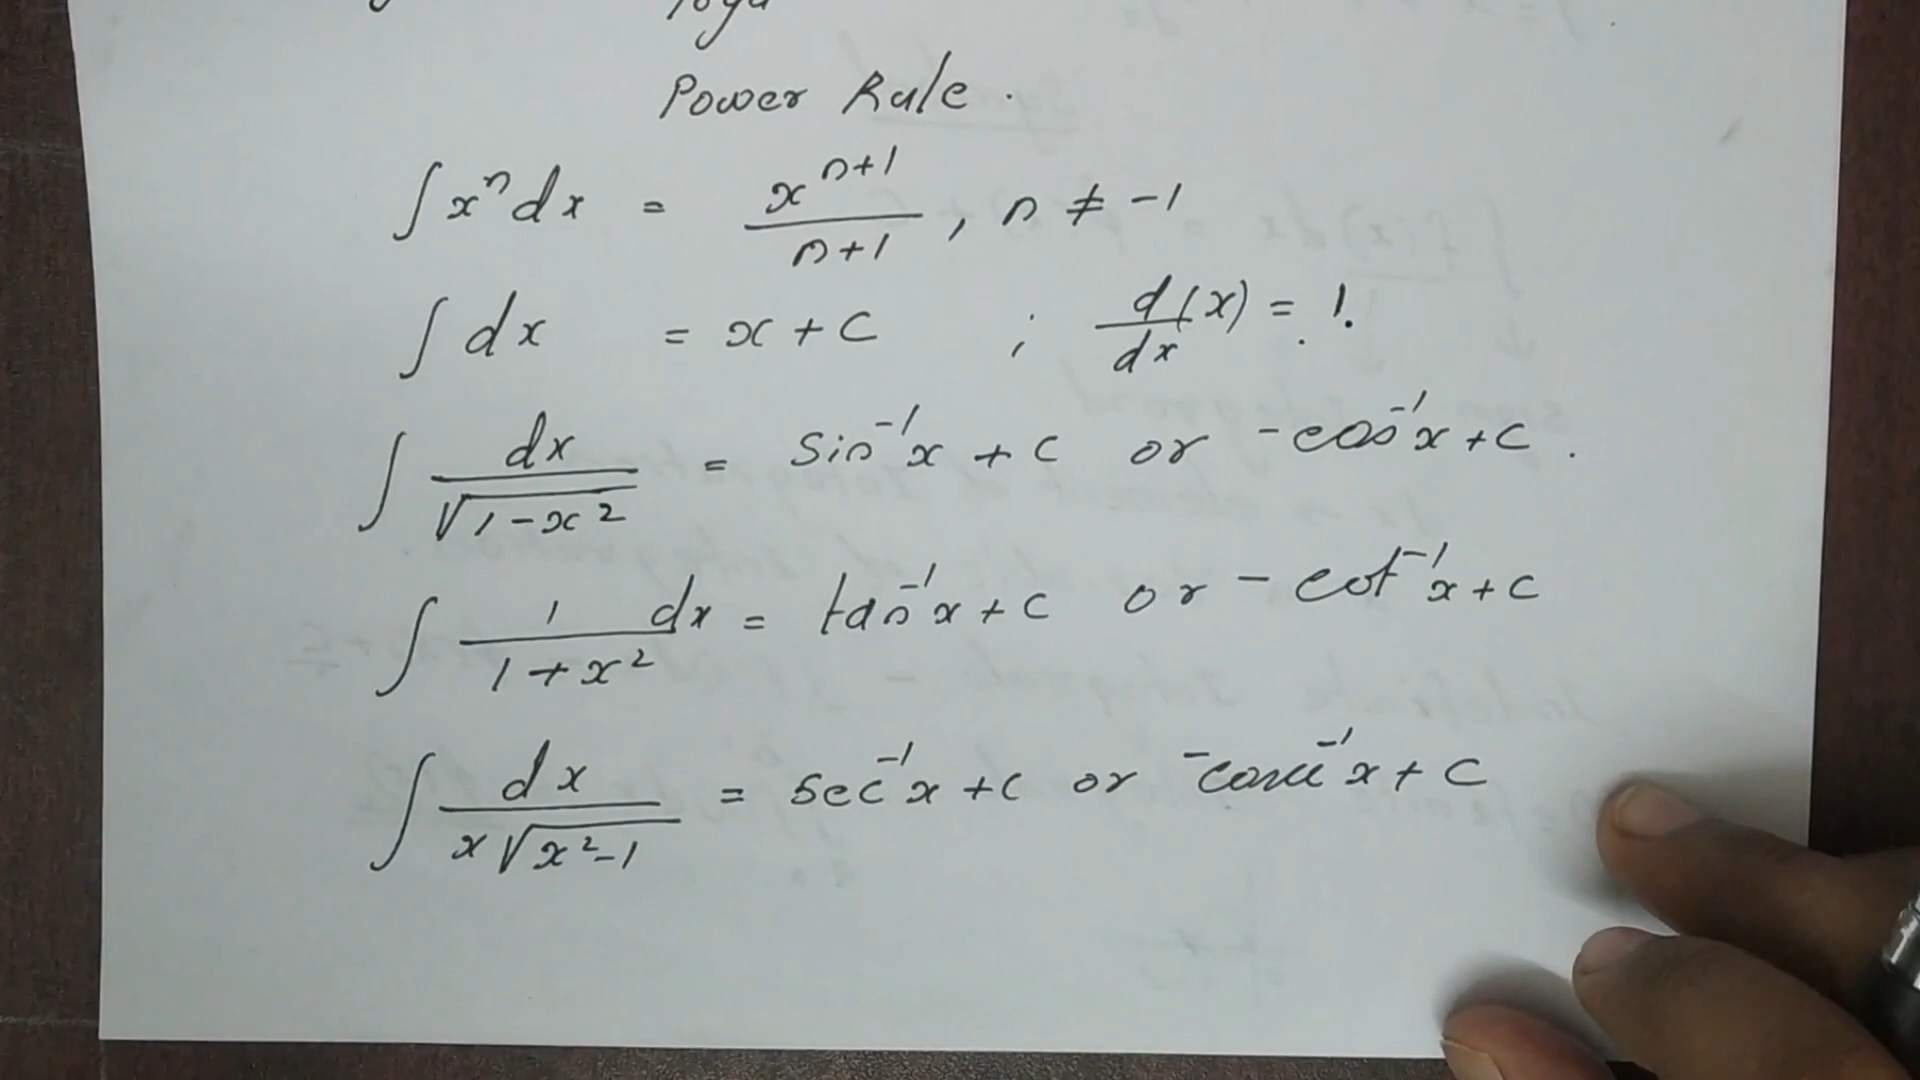 Power Rule.
∫xⁿdx = xⁿ⁺¹/n+1, n ≠ -1
∫dx = x + C ; d/dx(x) = 1.
∫dx/√1-x² = Sin⁻¹x + C or -cos⁻¹x + C.
∫1/1+x² dx = tan⁻¹x + C or - cot⁻¹x + C
∫dx/x√x²-1 = sec⁻¹x + C or -cosec⁻¹x + C